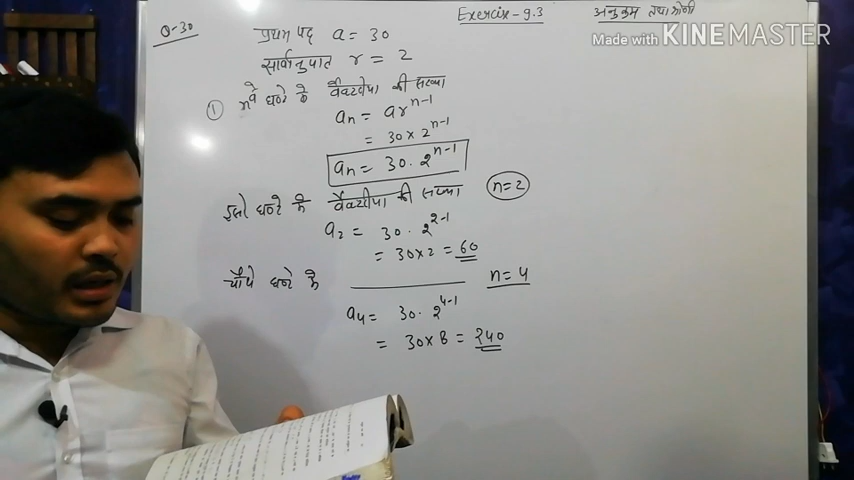 Exercix - 9.3 अनुक्रम तथा श्रेणी
Made with KINEMASTER
Q-30 प्रथम पद a = 30
सार्वानुपात r = 2
① nवें घण्टे के बैक्टीरिया की संख्या
an = ar^n-1
= 30 × 2^n-1
an = 30 . 2^n-1
दूसरे घण्टे के बैक्टीरिया की संख्या n=2
a2 = 30 . 2^2-1
= 30×2 = 60
चौथे घण्टे के n=4
a4 = 30 . 2^4-1
= 30×8 = 240